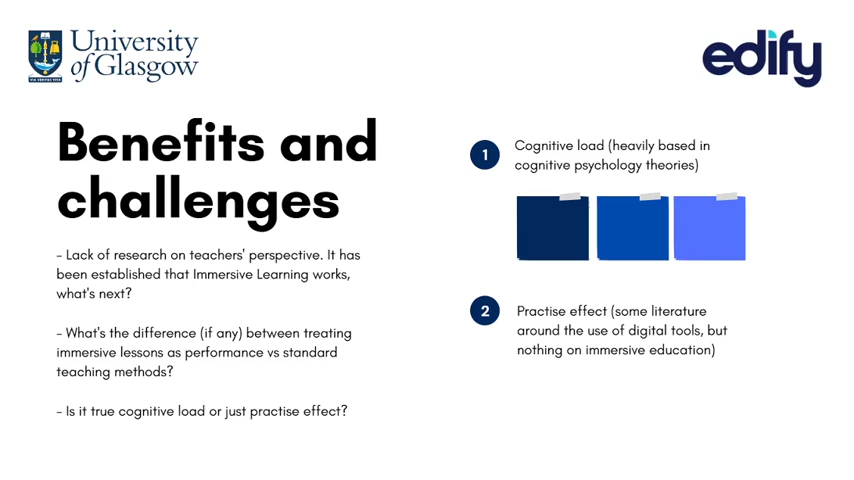 University
of Glasgow
VIA VERITAS VITA
edify
Benefits and
challenges
- Lack of research on teachers' perspective. It has
been established that Immersive Learning works,
what's next?
- What's the difference (if any) between treating
immersive lessons as performance vs standard
teaching methods?
- Is it true cognitive load or just practise effect?
1
Cognitive load (heavily based in
cognitive psychology theories)
2
Practise effect (some literature
around the use of digital tools, but
nothing on immersive education)